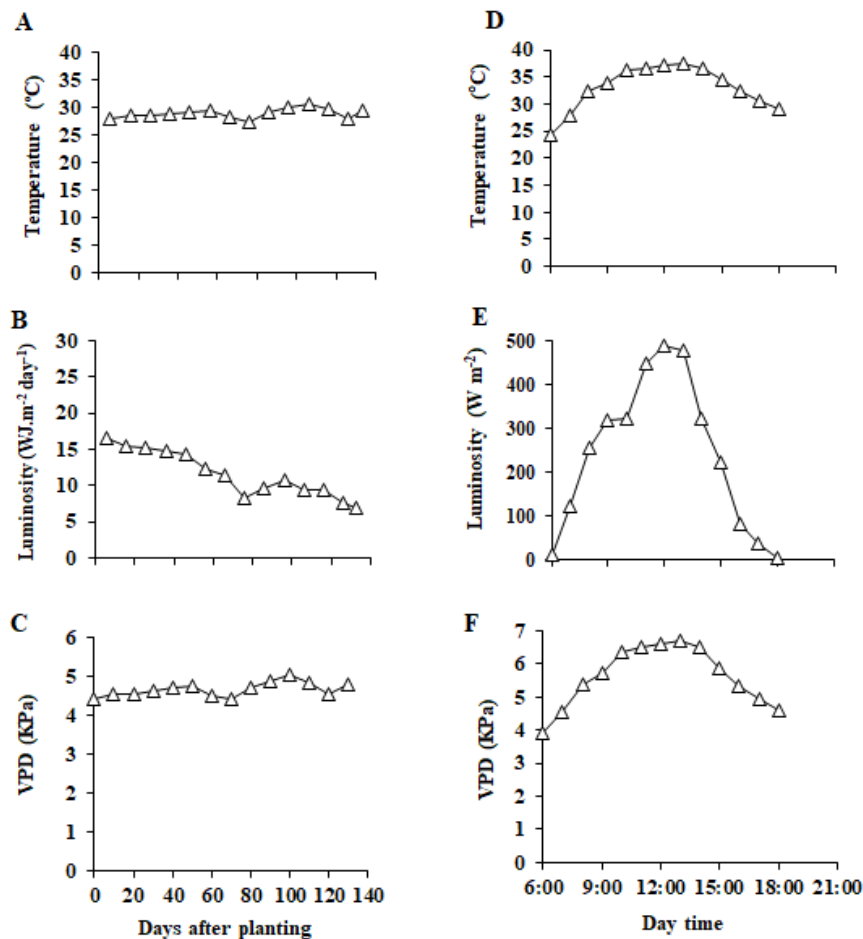 A
Temperature (°C)
40
35
30
25
20
15
10
5
0
B
Luminosity (WJ.m⁻² day⁻¹)
30
25
20
15
10
5
0
C
VPD (KPa)
6
5
4
3
2
1
0
0 20 40 60 80 100 120 140
Days after planting
D
Temperature (°C)
40
35
30
25
20
15
10
5
0
E
Luminosity (W m⁻²)
500
400
300
200
100
0
F
VPD (KPa)
7
6
5
4
3
2
1
0
6:00 9:00 12:00 15:00 18:00 21:00
Day time